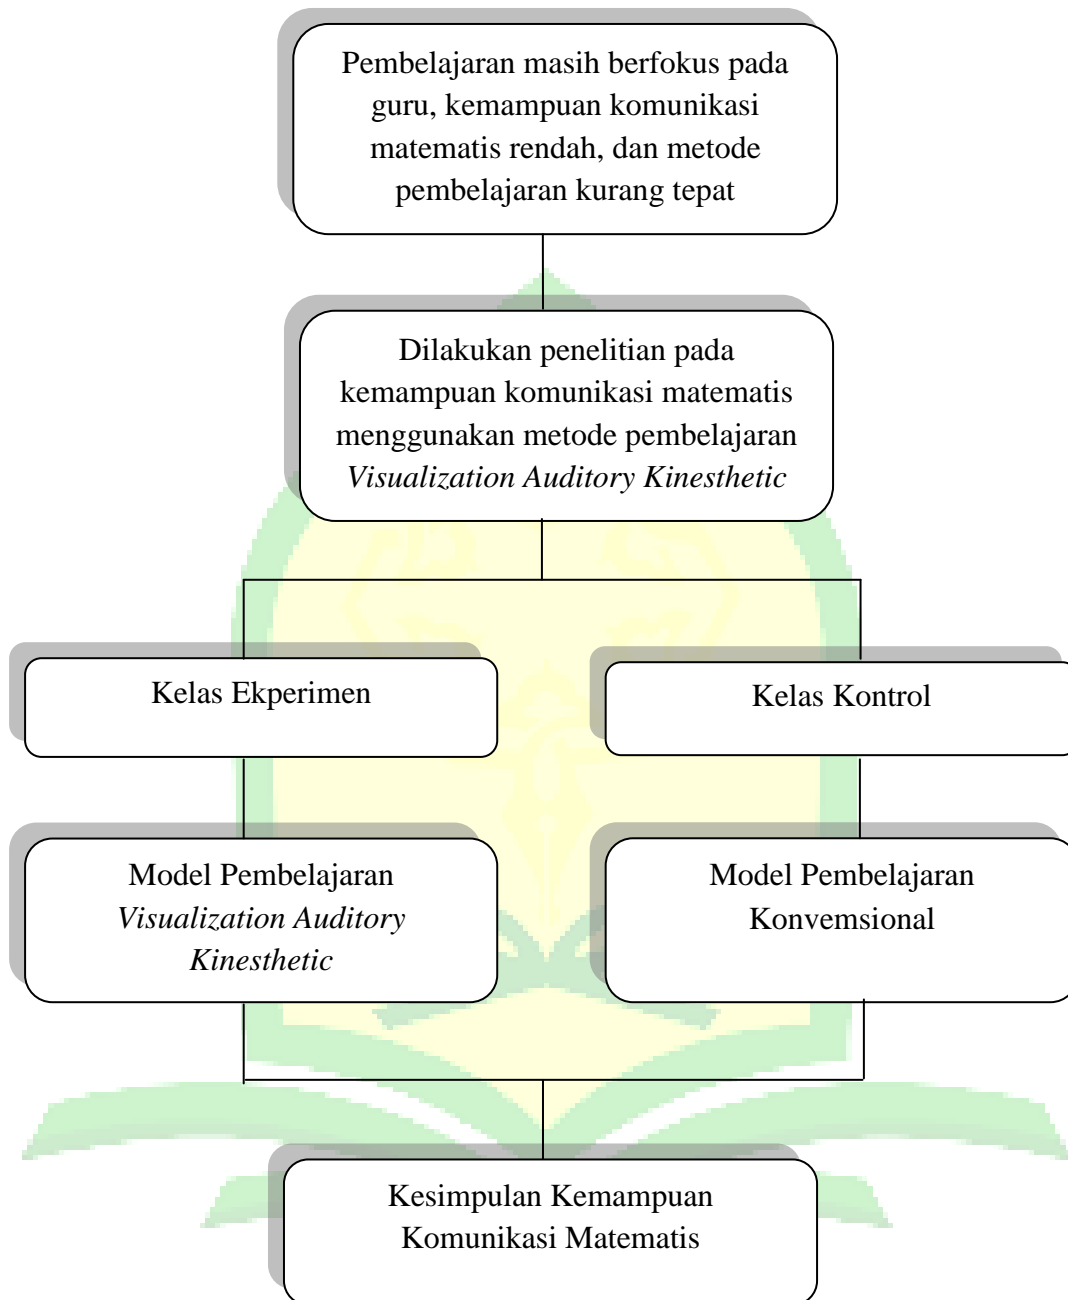 Pembelajaran masih berfokus pada
guru, kemampuan komunikasi
matematis rendah, dan metode
pembelajaran kurang tepat
Dilakukan penelitian pada
kemampuan komunikasi matematis
menggunakan metode pembelajaran
Visualization Auditory Kinesthetic
Kelas Ekperimen
Kelas Kontrol
Model Pembelajaran
Visualization Auditory
Kinesthetic
Model Pembelajaran
Konvemsional
Kesimpulan Kemampuan
Komunikasi Matematis